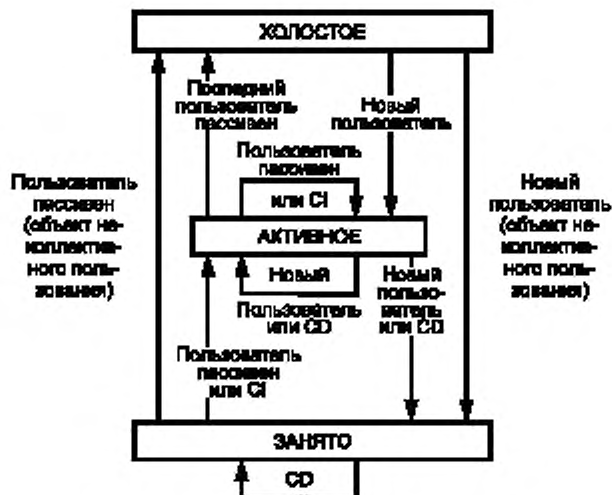 ХОЛОСТОЕ
Последний
пользователь
пассивен
Новый
пользователь
Пользователь
пассивен
или CI
Пользователь
пассивен
(объект не-
коллектив-
ного поль-
зования)
Новый
пользователь
(объект не-
коллектив-
ного поль-
зования)
АКТИВНОЕ
Новый
Пользователь
или CD
Новый
пользо-
ватель
или CD
Пользователь
пассивен
или CI
ЗАНЯТО
CD